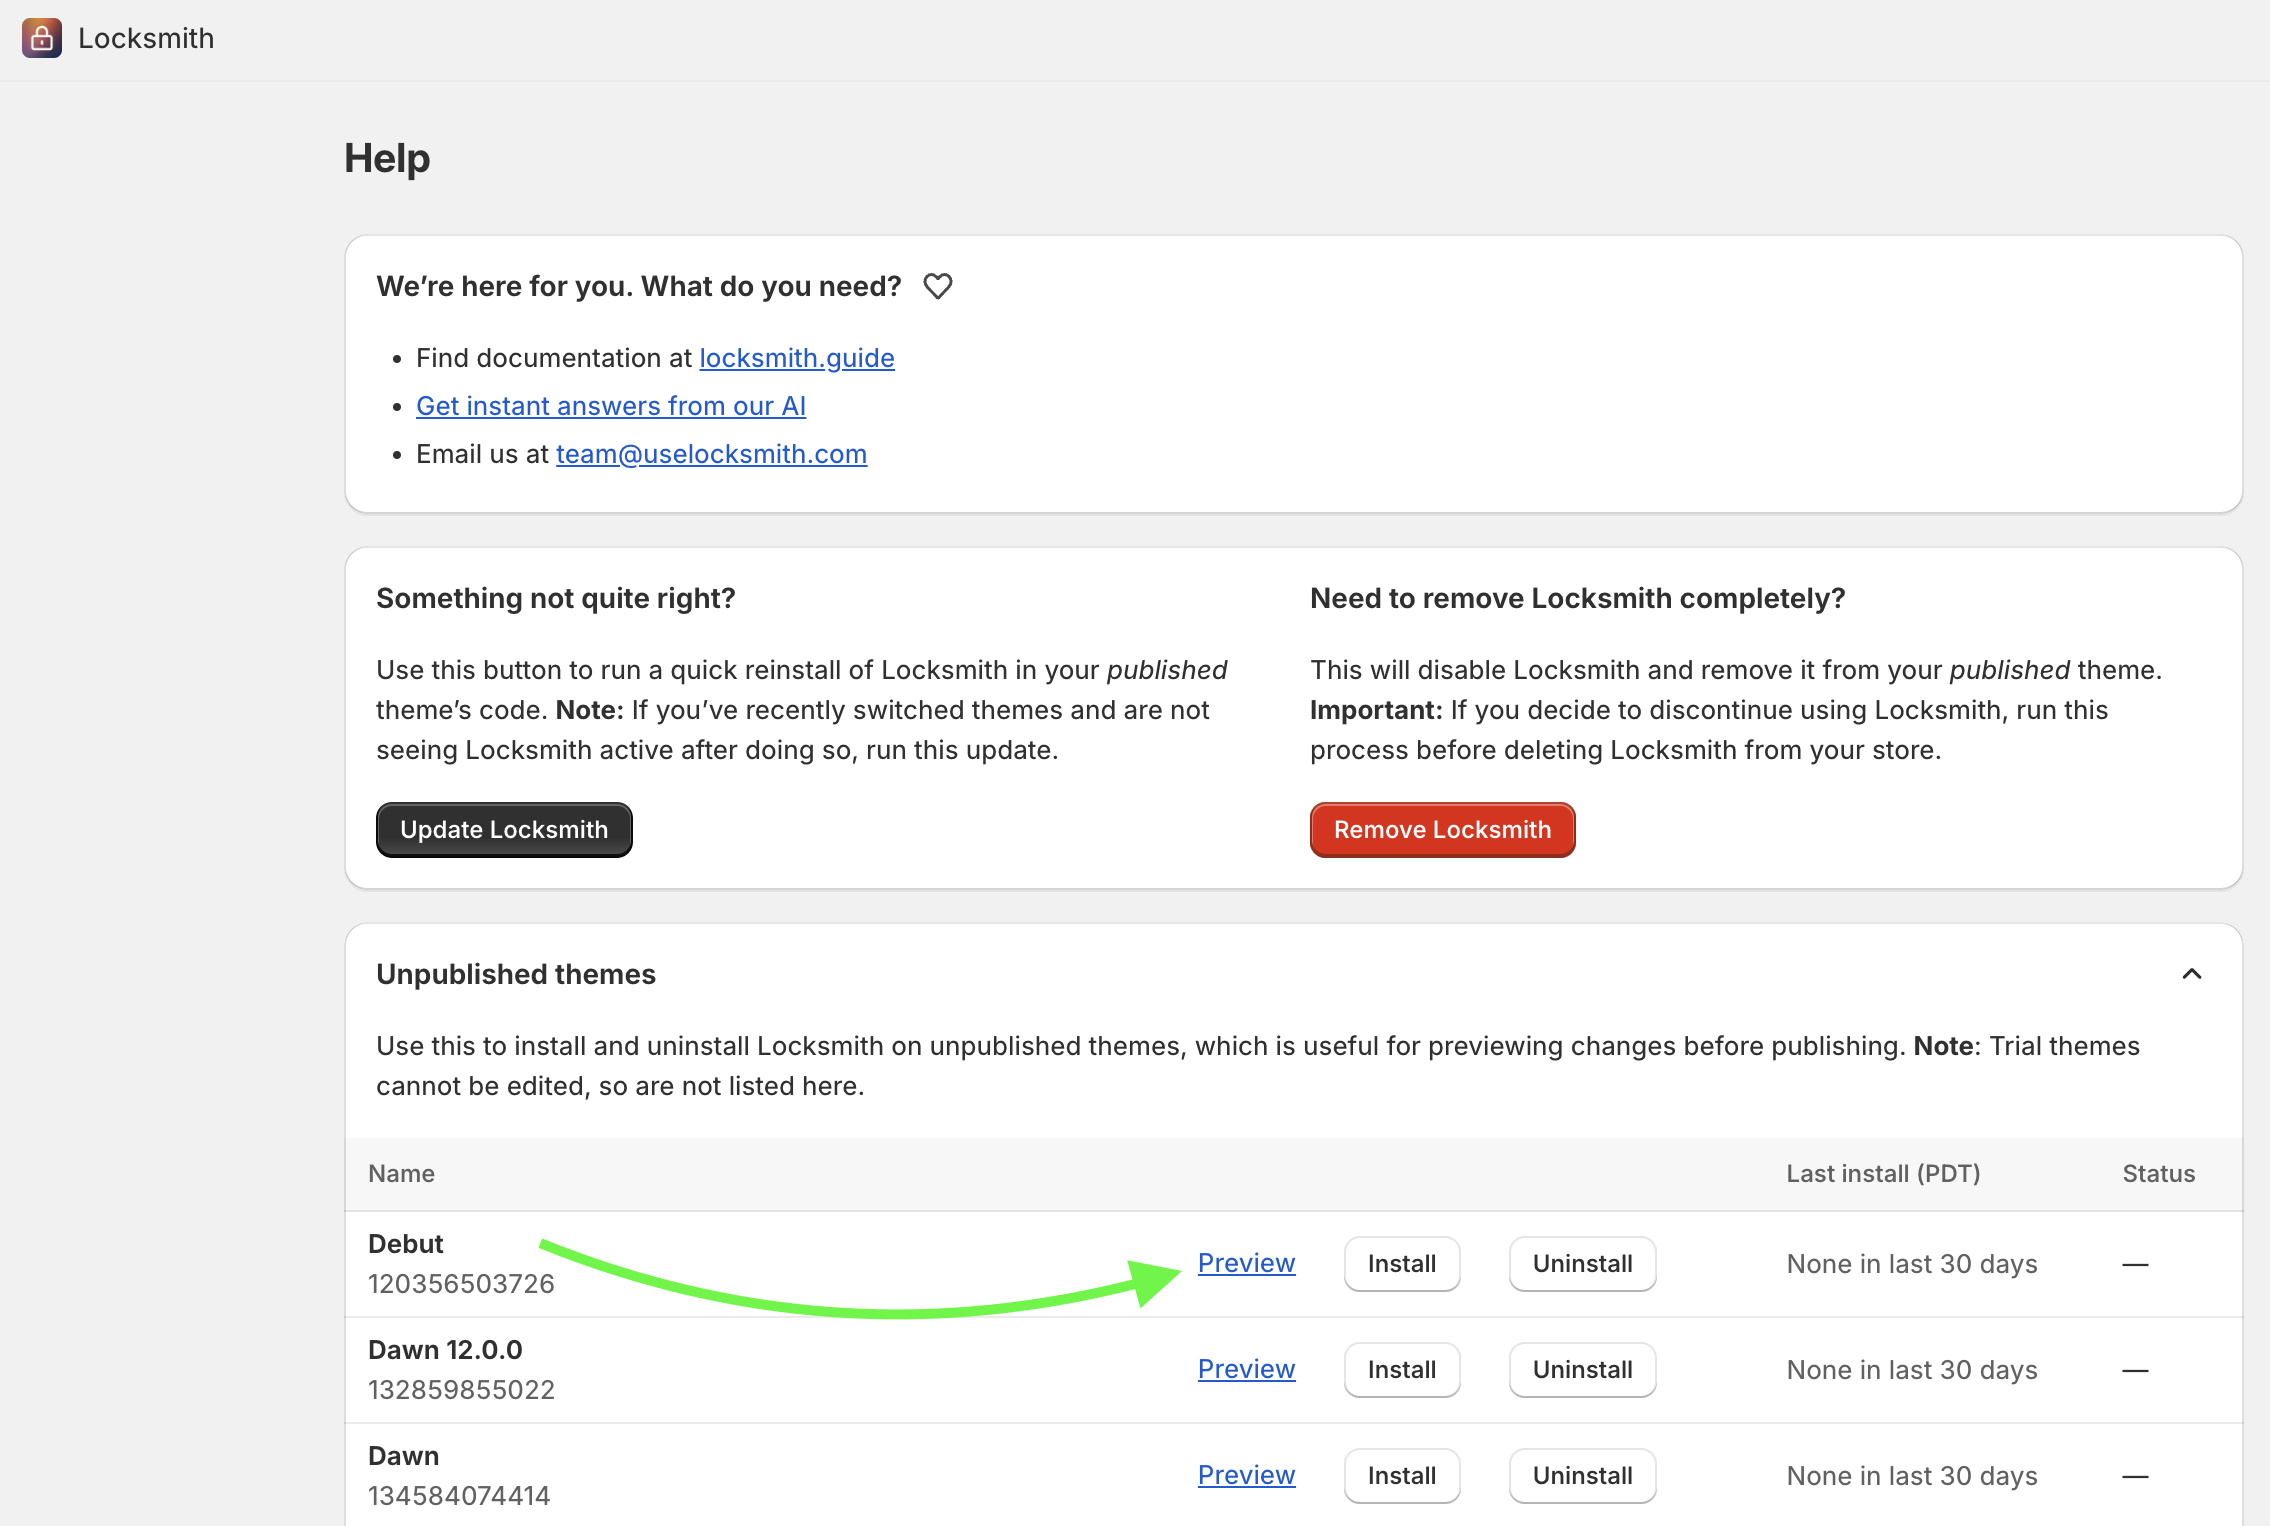 Locksmith
Help
We’re here for you. What do you need?
• Find documentation at locksmith.guide
• Get instant answers from our AI
• Email us at team@uselocksmith.com
Something not quite right?
Use this button to run a quick reinstall of Locksmith in your published
theme’s code. Note: If you’ve recently switched themes and are not
seeing Locksmith active after doing so, run this update.
Update Locksmith
Need to remove Locksmith completely?
This will disable Locksmith and remove it from your published theme.
Important: If you decide to discontinue using Locksmith, run this
process before deleting Locksmith from your store.
Remove Locksmith
Unpublished themes
Use this to install and uninstall Locksmith on unpublished themes, which is useful for previewing changes before publishing. Note: Trial themes
cannot be edited, so are not listed here.
Name Last install (PDT) Status
Debut
120356503726
Preview Install Uninstall None in last 30 days —
Dawn 12.0.0
132859855022
Preview Install Uninstall None in last 30 days —
Dawn
134584074414
Preview Install Uninstall None in last 30 days —